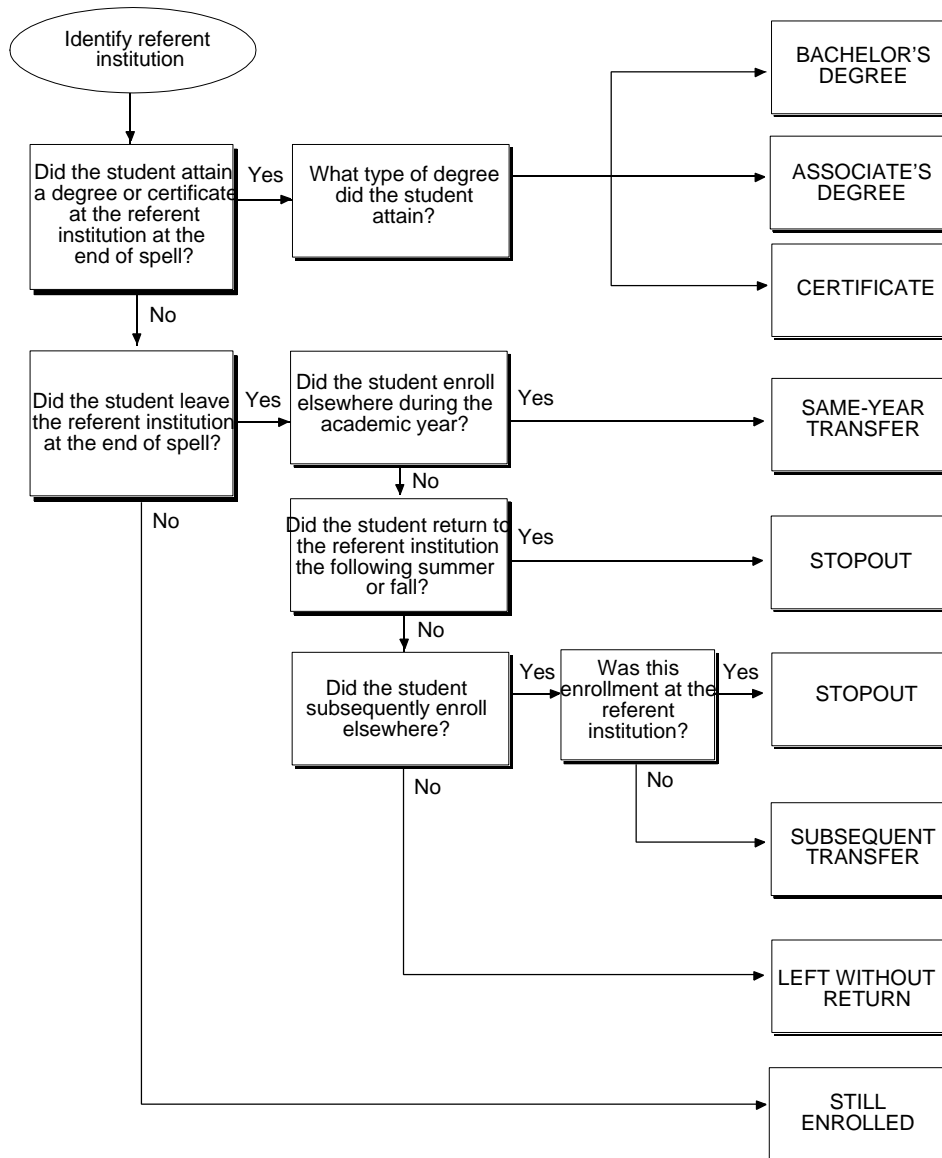 Identify referent
institution
BACHELOR'S
DEGREE
Did the student attain
a degree or certificate
at the referent
institution at the
end of spell?
Yes
What type of degree
did the student
attain?
ASSOCIATE'S
DEGREE
CERTIFICATE
No
Did the student leave
the referent institution
at the end of spell?
Yes
Did the student enroll
elsewhere during the
academic year?
Yes
SAME-YEAR
TRANSFER
No
No
Did the student return to
the referent institution
the following summer
or fall?
Yes
STOPOUT
No
Did the student
subsequently enroll
elsewhere?
Yes
Was this
enrollment at the
referent
institution?
Yes
STOPOUT
No
No
SUBSEQUENT
TRANSFER
LEFT WITHOUT
RETURN
STILL
ENROLLED